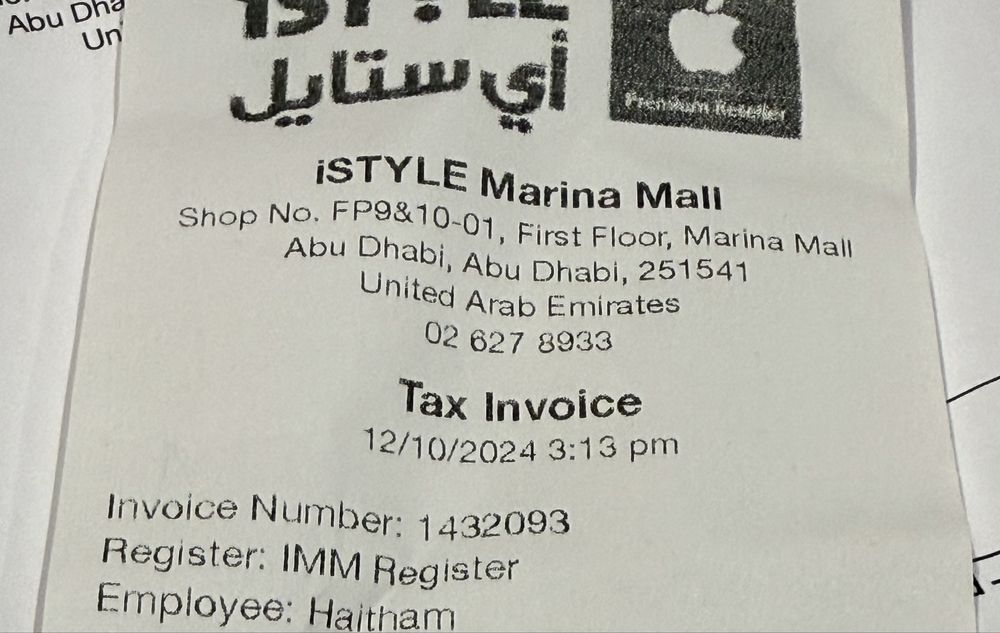 Abu Dha
Un
iSTYLE
أي ستايل
Premium Reseller
iSTYLE Marina Mall
Shop No. FP9&10-01, First Floor, Marina Mall
Abu Dhabi, Abu Dhabi, 251541
United Arab Emirates
02 627 8933
Tax Invoice
12/10/2024 3:13 pm
Invoice Number: 1432093
Register: IMM Register
Employee: Haitham